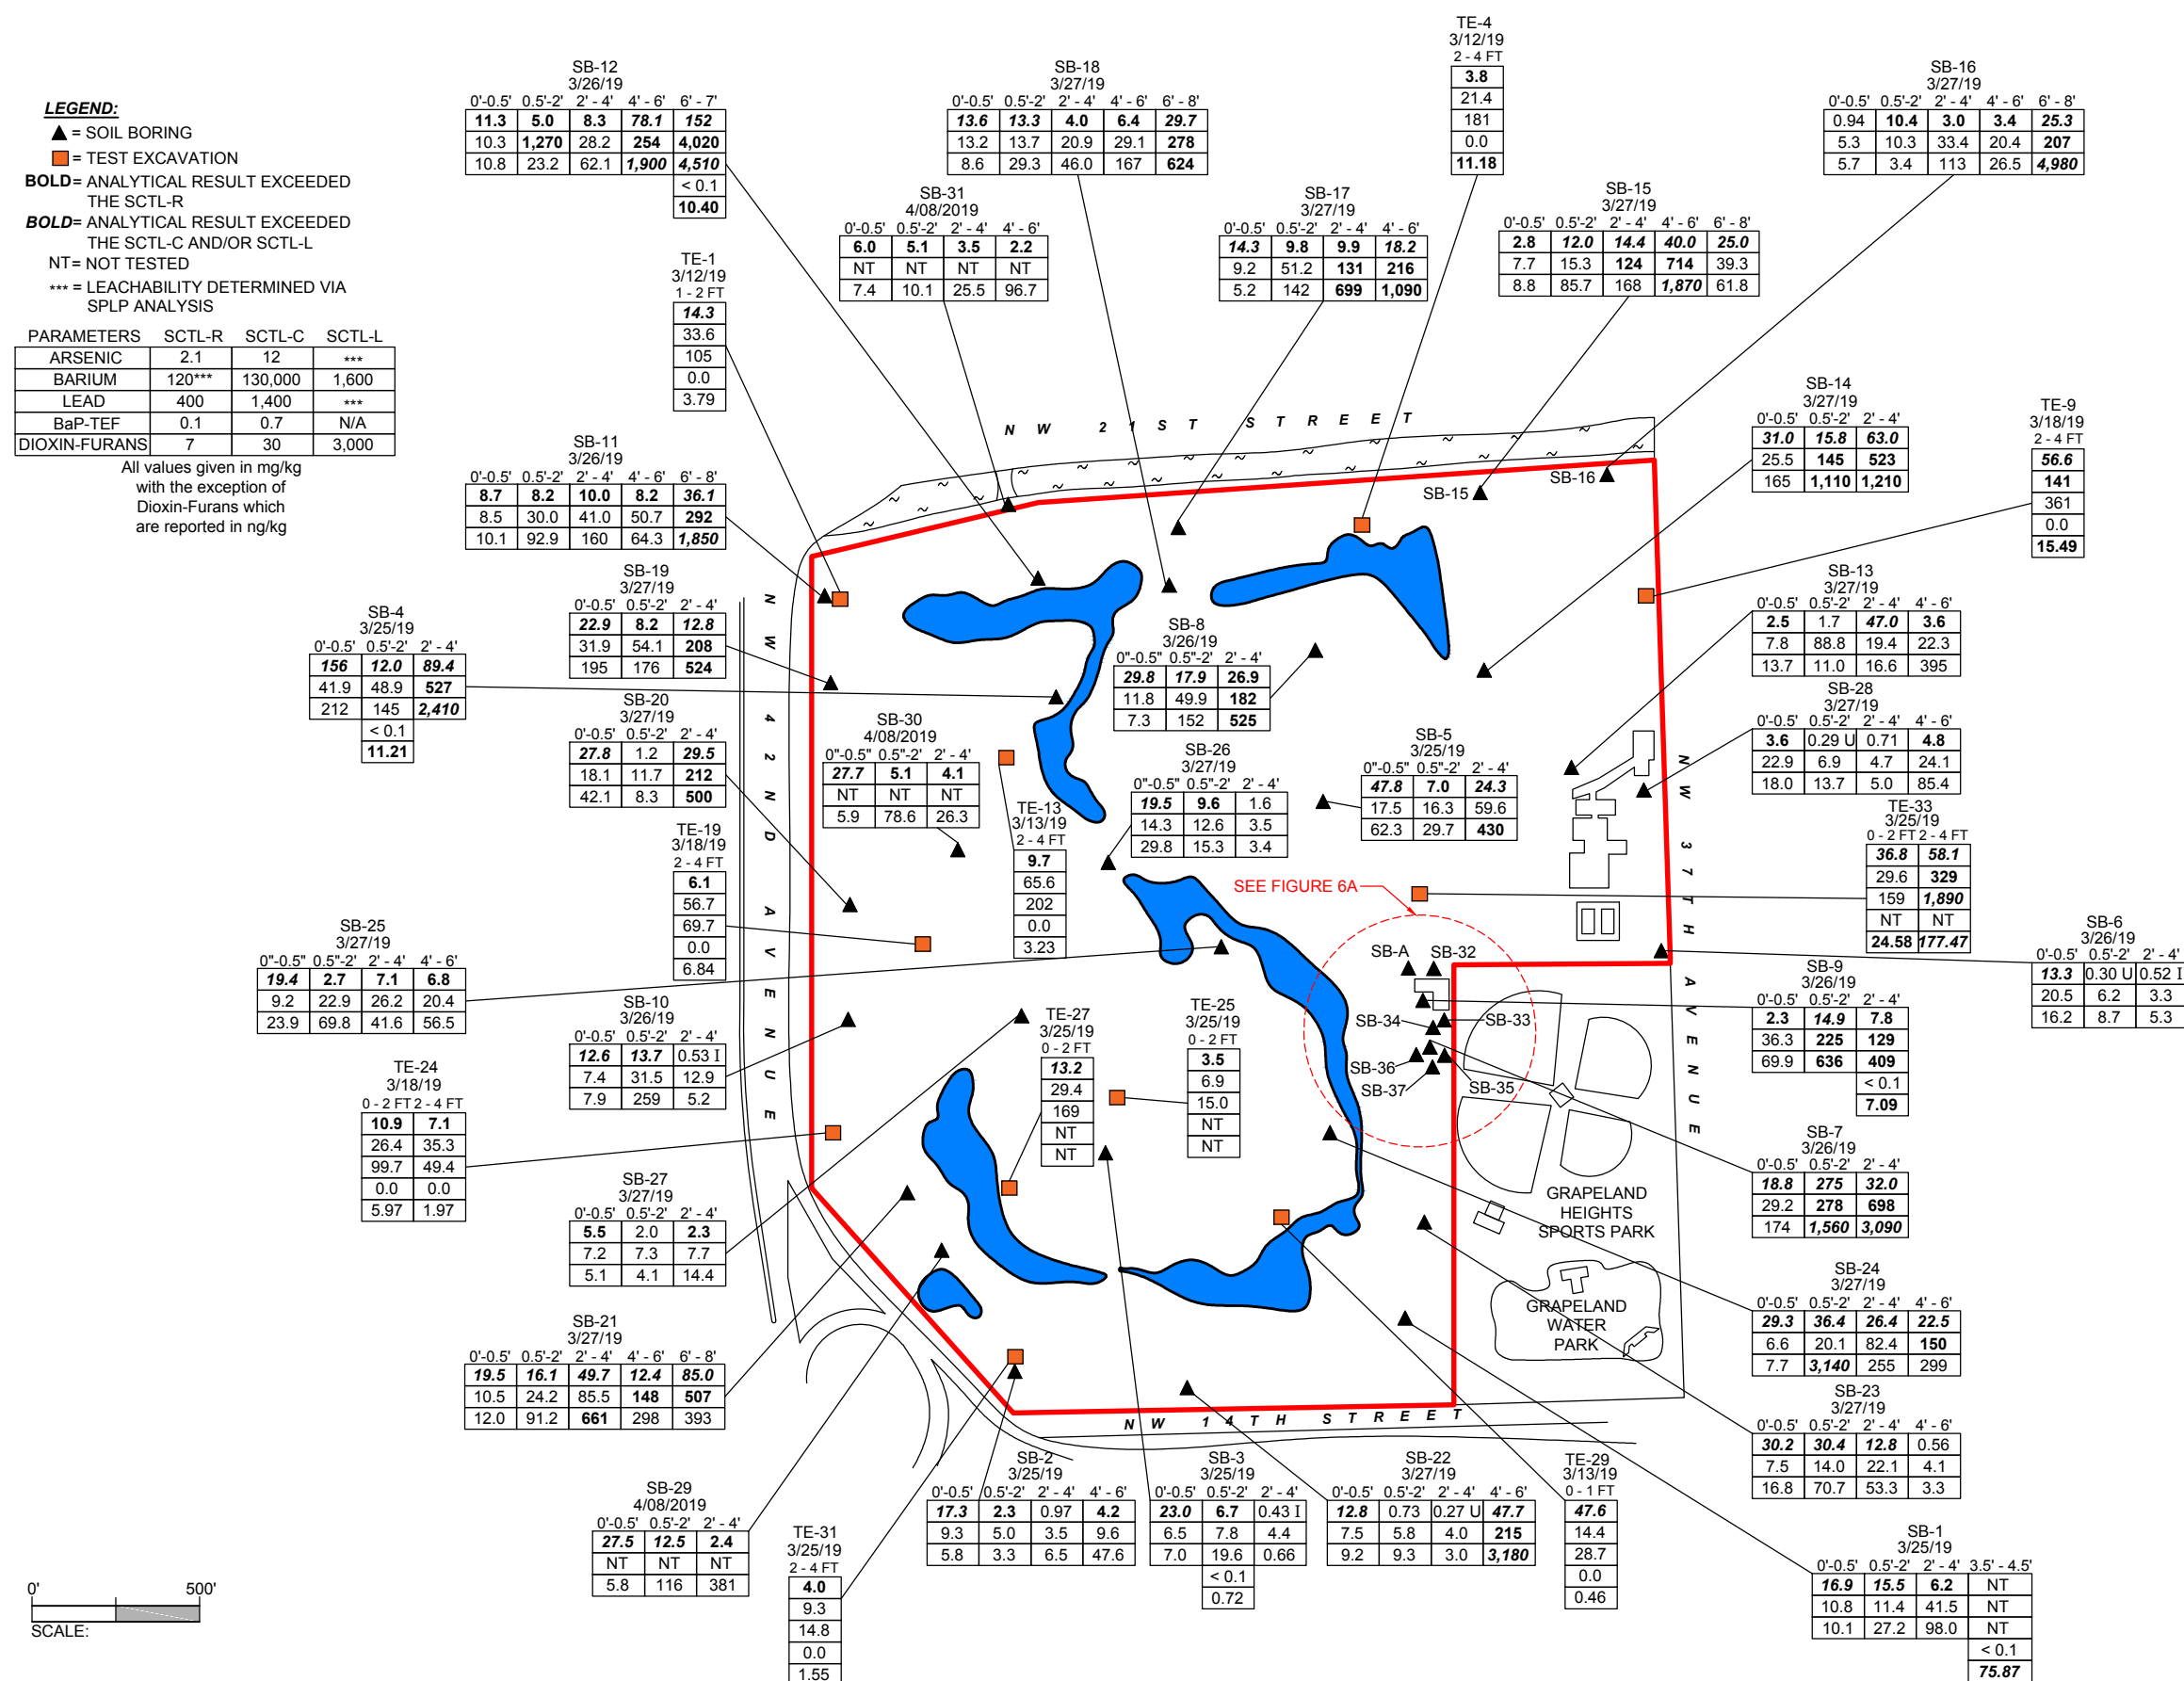 LEGEND:
▲ = SOIL BORING
= TEST EXCAVATION
BOLD= ANALYTICAL RESULT EXCEEDED
THE SCTL-R
BOLD= ANALYTICAL RESULT EXCEEDED
THE SCTL-C AND/OR SCTL-L
NT= NOT TESTED
*** = LEACHABILITY DETERMINED VIA
SPLP ANALYSIS
PARAMETERS SCTL-R SCTL-C SCTL-L
ARSENIC 2.1 12 ***
BARIUM 120*** 130,000 1,600
LEAD 400 1,400 ***
BaP-TEF 0.1 0.7 N/A
DIOXIN-FURANS 7 30 3,000
All values given in mg/kg
with the exception of
Dioxin-Furans which
are reported in ng/kg
SB-12
3/26/19
0'-0.5' 0.5'-2' 2' - 4' 4' - 6' 6' - 7'
11.3 5.0 8.3 78.1 152
10.3 1,270 28.2 254 4,020
10.8 23.2 62.1 1,900 4,510
< 0.1
10.40
SB-18
3/27/19
0'-0.5' 0.5'-2' 2' - 4' 4' - 6' 6' - 8'
13.6 13.3 4.0 6.4 29.7
13.2 13.7 20.9 29.1 278
8.6 29.3 46.0 167 624
TE-4
3/12/19
2 - 4 FT
3.8
21.4
181
0.0
11.18
SB-16
3/27/19
0'-0.5' 0.5'-2' 2' - 4' 4' - 6' 6' - 8'
0.94 10.4 3.0 3.4 25.3
5.3 10.3 33.4 20.4 207
5.7 3.4 113 26.5 4,980
SB-31
4/08/2019
0'-0.5' 0.5'-2' 2' - 4' 4' - 6'
6.0 5.1 3.5 2.2
NT NT NT NT
7.4 10.1 25.5 96.7
SB-17
3/27/19
0'-0.5' 0.5'-2' 2' - 4' 4' - 6'
14.3 9.8 9.9 18.2
9.2 51.2 131 216
5.2 142 699 1,090
SB-15
3/27/19
0'-0.5' 0.5'-2' 2' - 4' 4' - 6' 6' - 8'
2.8 12.0 14.4 40.0 25.0
7.7 15.3 124 714 39.3
8.8 85.7 168 1,870 61.8
TE-1
3/12/19
1 - 2 FT
14.3
33.6
105
0.0
3.79
SB-14
3/27/19
0'-0.5' 0.5'-2' 2' - 4'
31.0 15.8 63.0
25.5 145 523
165 1,110 1,210
TE-9
3/18/19
2 - 4 FT
56.6
141
361
0.0
15.49
NW 21ST STREET
SB-15
SB-16
SB-11
3/26/19
0'-0.5' 0.5'-2' 2' - 4' 4' - 6' 6' - 8'
8.7 8.2 10.0 8.2 36.1
8.5 30.0 41.0 50.7 292
10.1 92.9 160 64.3 1,850
SB-19
3/27/19
0'-0.5' 0.5'-2' 2' - 4'
22.9 8.2 12.8
31.9 54.1 208
195 176 524
SB-13
3/27/19
0'-0.5' 0.5'-2' 2' - 4' 4' - 6'
2.5 1.7 47.0 3.6
7.8 88.8 19.4 22.3
13.7 11.0 16.6 395
SB-4
3/25/19
0'-0.5' 0.5'-2' 2' - 4'
156 12.0 89.4
41.9 48.9 527
212 145 2,410
< 0.1
11.21
SB-8
3/26/19
0"-0.5" 0.5"-2' 2' - 4'
29.8 17.9 26.9
11.8 49.9 182
7.3 152 525
SB-28
3/27/19
0'-0.5' 0.5'-2' 2' - 4' 4' - 6'
3.6 0.29 U 0.71 4.8
22.9 6.9 4.7 24.1
18.0 13.7 5.0 85.4
SB-20
3/27/19
0'-0.5' 0.5'-2' 2' - 4'
27.8 1.2 29.5
18.1 11.7 212
42.1 8.3 500
SB-30
4/08/2019
0"-0.5" 0.5"-2' 2' - 4'
27.7 5.1 4.1
NT NT NT
5.9 78.6 26.3
SB-26
3/27/19
0"-0.5" 0.5"-2' 2' - 4'
19.5 9.6 1.6
14.3 12.6 3.5
29.8 15.3 3.4
SB-5
3/25/19
0'-0.5' 0.5"-2' 2' - 4'
47.8 7.0 24.3
17.5 16.3 59.6
62.3 29.7 430
NW 42ND AVENUE
NW 37TH AVENUE
TE-13
3/13/19
2 - 4 FT
9.7
65.6
202
0.0
3.23
TE-19
3/18/19
2 - 4 FT
6.1
56.7
69.7
0.0
6.84
TE-33
3/25/19
0 - 2 FT 2 - 4 FT
36.8 58.1
29.6 329
159 1,890
NT NT
24.58 177.47
SEE FIGURE 6A
SB-25
3/27/19
0"-0.5" 0.5"-2' 2' - 4' 4' - 6'
19.4 2.7 7.1 6.8
9.2 22.9 26.2 20.4
23.9 69.8 41.6 56.5
SB-6
3/26/19
0'-0.5' 0.5'-2' 2' - 4'
13.3 0.30 U 0.52 I
20.5 6.2 3.3
16.2 8.7 5.3
SB-A
SB-32
SB-34
SB-33
SB-36
SB-35
SB-37
SB-9
3/26/19
0'-0.5' 0.5'-2' 2' - 4'
2.3 14.9 7.8
36.3 225 129
69.9 636 409
< 0.1
7.09
SB-10
3/26/19
0'-0.5' 0.5'-2' 2' - 4'
12.6 13.7 0.53 I
7.4 31.5 12.9
7.9 259 5.2
TE-27
3/25/19
0 - 2 FT
13.2
29.4
169
NT
NT
TE-25
3/25/19
0 - 2 FT
3.5
6.9
15.0
NT
NT
TE-24
3/18/19
0 - 2 FT 2 - 4 FT
10.9 7.1
26.4 35.3
99.7 49.4
0.0 0.0
5.97 1.97
SB-7
3/26/19
0'-0.5' 0.5'-2' 2' - 4'
18.8 275 32.0
29.2 278 698
174 1,560 3,090
SB-27
3/27/19
0'-0.5' 0.5'-2' 2' - 4'
5.5 2.0 2.3
7.2 7.3 7.7
5.1 4.1 14.4
GRAPELAND
HEIGHTS
SPORTS PARK
SB-24
3/27/19
0'-0.5' 0.5'-2' 2' - 4' 4' - 6'
29.3 36.4 26.4 22.5
6.6 20.1 82.4 150
7.7 3,140 255 299
GRAPELAND
WATER
PARK
SB-21
3/27/19
0'-0.5' 0.5'-2' 2' - 4' 4' - 6' 6' - 8'
19.5 16.1 49.7 12.4 85.0
10.5 24.2 85.5 148 507
12.0 91.2 661 298 393
SB-23
3/27/19
0'-0.5' 0.5'-2' 2' - 4' 4' - 6'
30.2 30.4 12.8 0.56
7.5 14.0 22.1 4.1
16.8 70.7 53.3 3.3
NW 14TH STREET
SB-29
4/08/2019
0'-0.5' 0.5'-2' 2' - 4'
27.5 12.5 2.4
NT NT NT
5.8 116 381
TE-31
3/25/19
2 - 4 FT
4.0
9.3
14.8
0.0
1.55
SB-2
3/25/19
0'-0.5' 0.5'-2' 2' - 4' 4' - 6'
17.3 2.3 0.97 4.2
9.3 5.0 3.5 9.6
5.8 3.3 6.5 47.6
SB-3
3/25/19
0'-0.5' 0.5'-2' 2' - 4'
23.0 6.7 0.43 I
6.5 7.8 4.4
7.0 19.6 0.66
< 0.1
0.72
SB-22
3/27/19
0'-0.5' 0.5'-2' 2' - 4' 4' - 6'
12.8 0.73 0.27 U 47.7
7.5 5.8 4.0 215
9.2 9.3 3.0 3,180
TE-29
3/13/19
0 - 1 FT
47.6
14.4
28.7
0.0
0.46
SB-1
3/25/19
0'-0.5' 0.5'-2' 2' - 4' 3.5' - 4.5'
16.9 15.5 6.2 NT
10.8 11.4 41.5 NT
10.1 27.2 98.0 NT
< 0.1
75.87
0' 500'
SCALE: